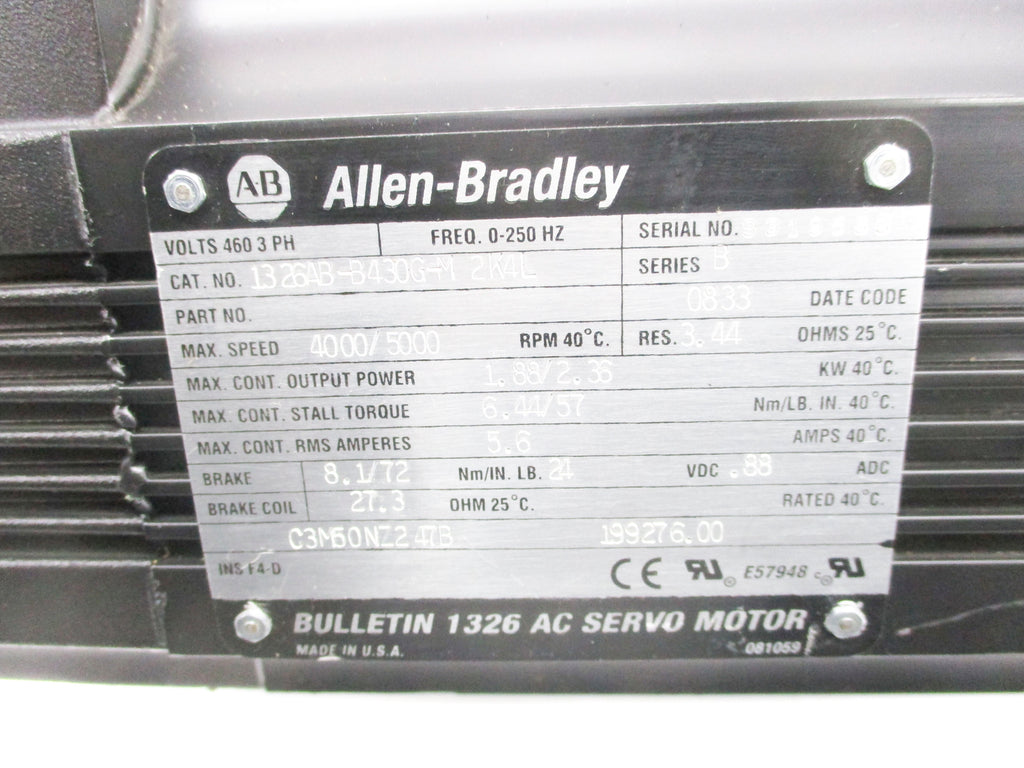 AB Allen-Bradley
VOLTS 460 3 PH FREQ. 0-250 HZ SERIAL NO.
CAT. NO. 1326AB-B430G-M 2K4L SERIES B
PART NO. 0833 DATE CODE
MAX. SPEED 4000/5000 RPM 40°C. RES. 3.44 OHMS 25°C.
MAX. CONT. OUTPUT POWER 1.88/2.36 KW 40°C.
MAX. CONT. STALL TORQUE 6.44/57 Nm/LB. IN. 40°C.
MAX. CONT. RMS AMPERES 5.6 AMPS 40°C.
BRAKE 8.1/72 Nm/IN. LB. 24 VDC .88 ADC
BRAKE COIL 27.3 OHM 25°C. RATED 40°C.
C3M50NZ247B 199276.00
INS F4-D CE RU ® E57948 c RU ®
BULLETIN 1326 AC SERVO MOTOR
MADE IN U.S.A. 081059